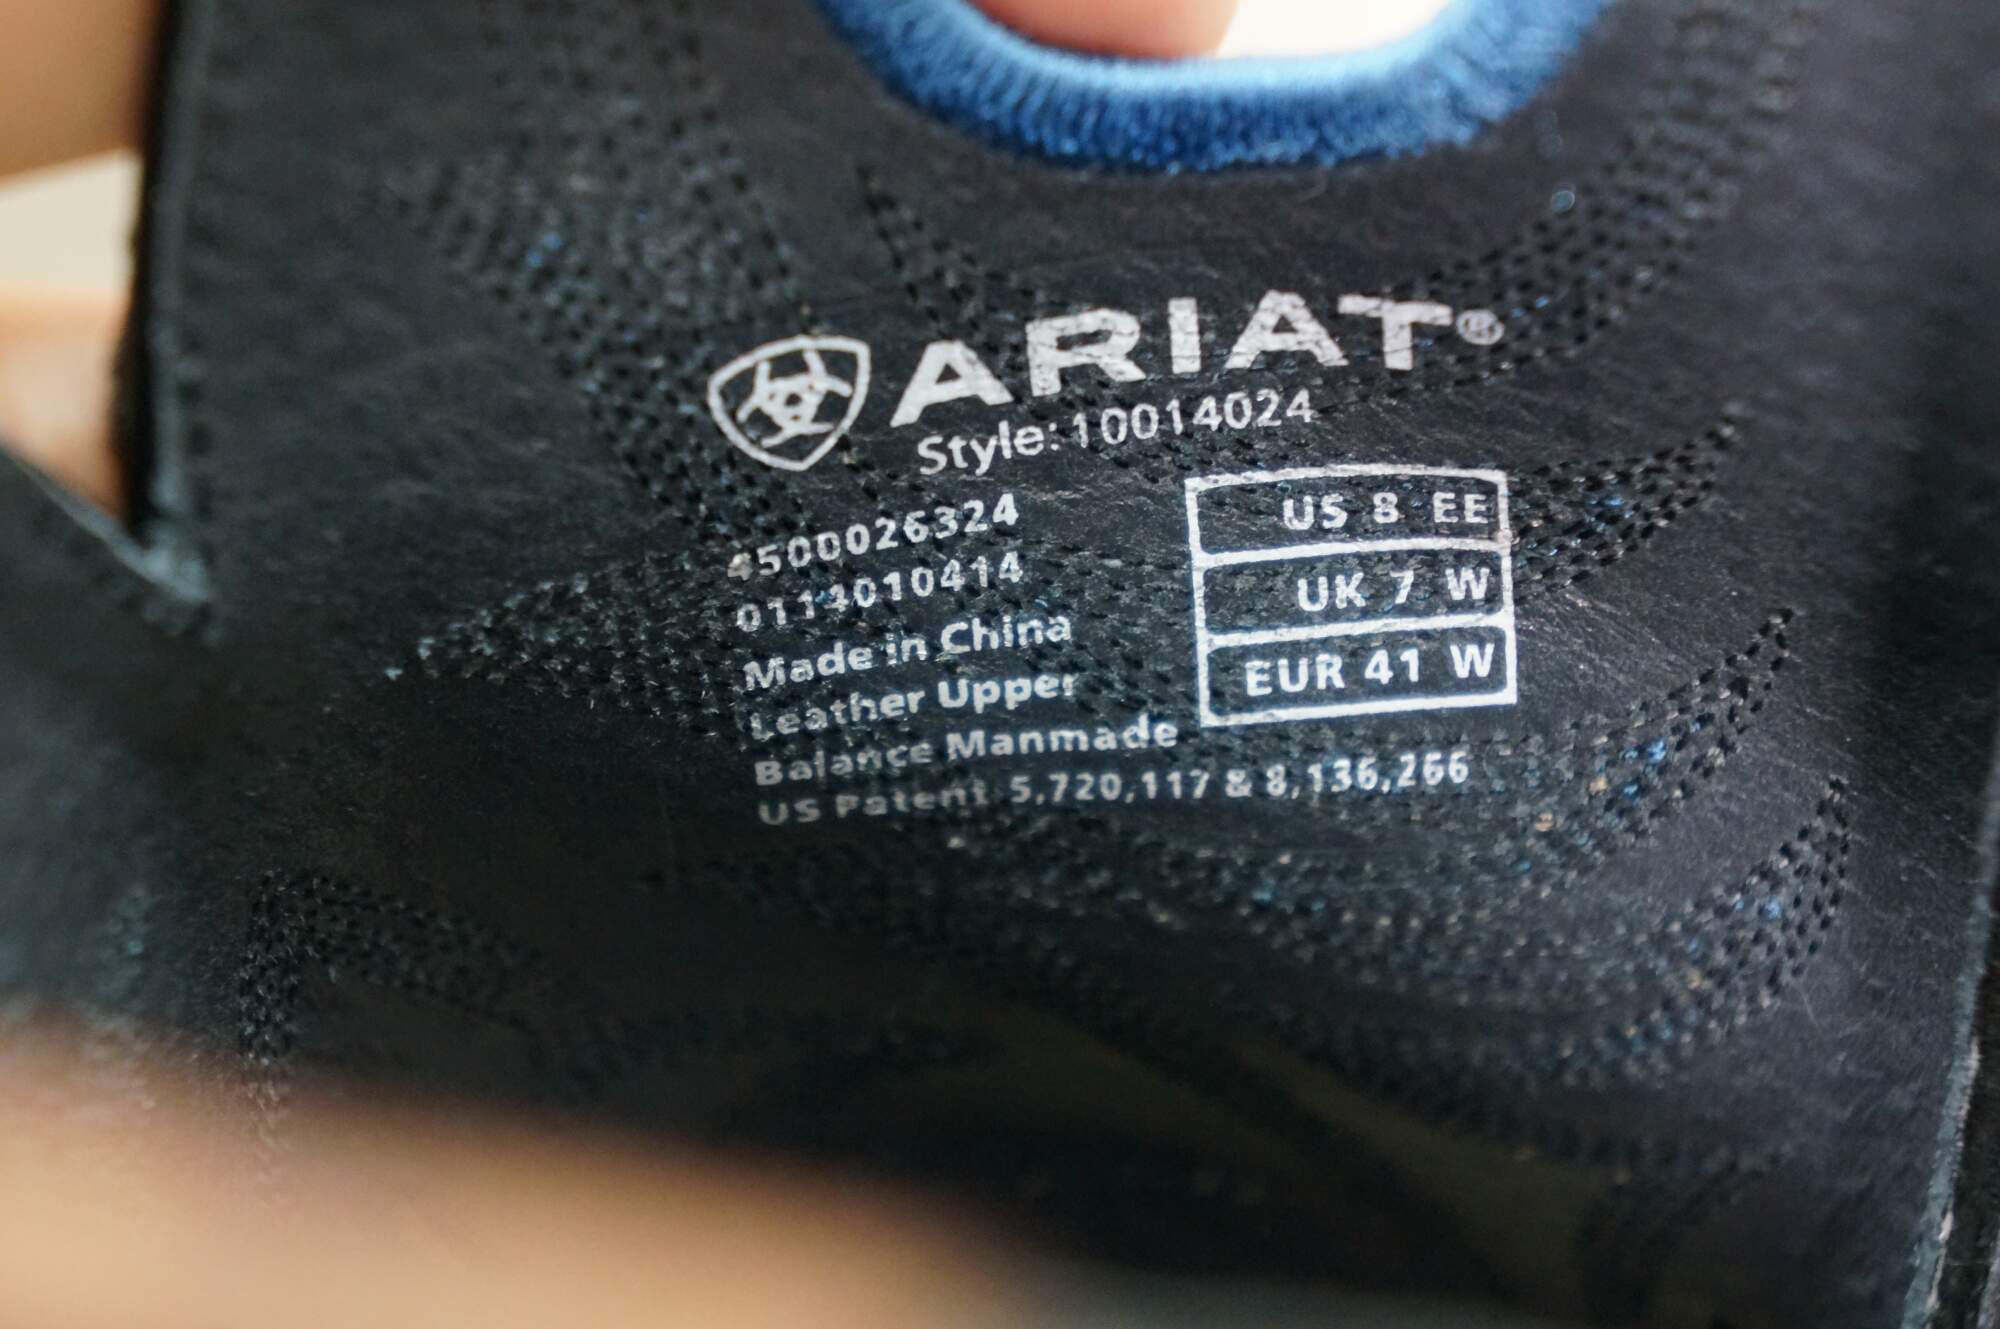 ARIAT®
Style: 10014024
4500026324
US 8 EE
UK 7 W
EUR 41 W
Made in China
Leather Upper
Balance Manmade
US Patent 5,720,117 & 8,136,266